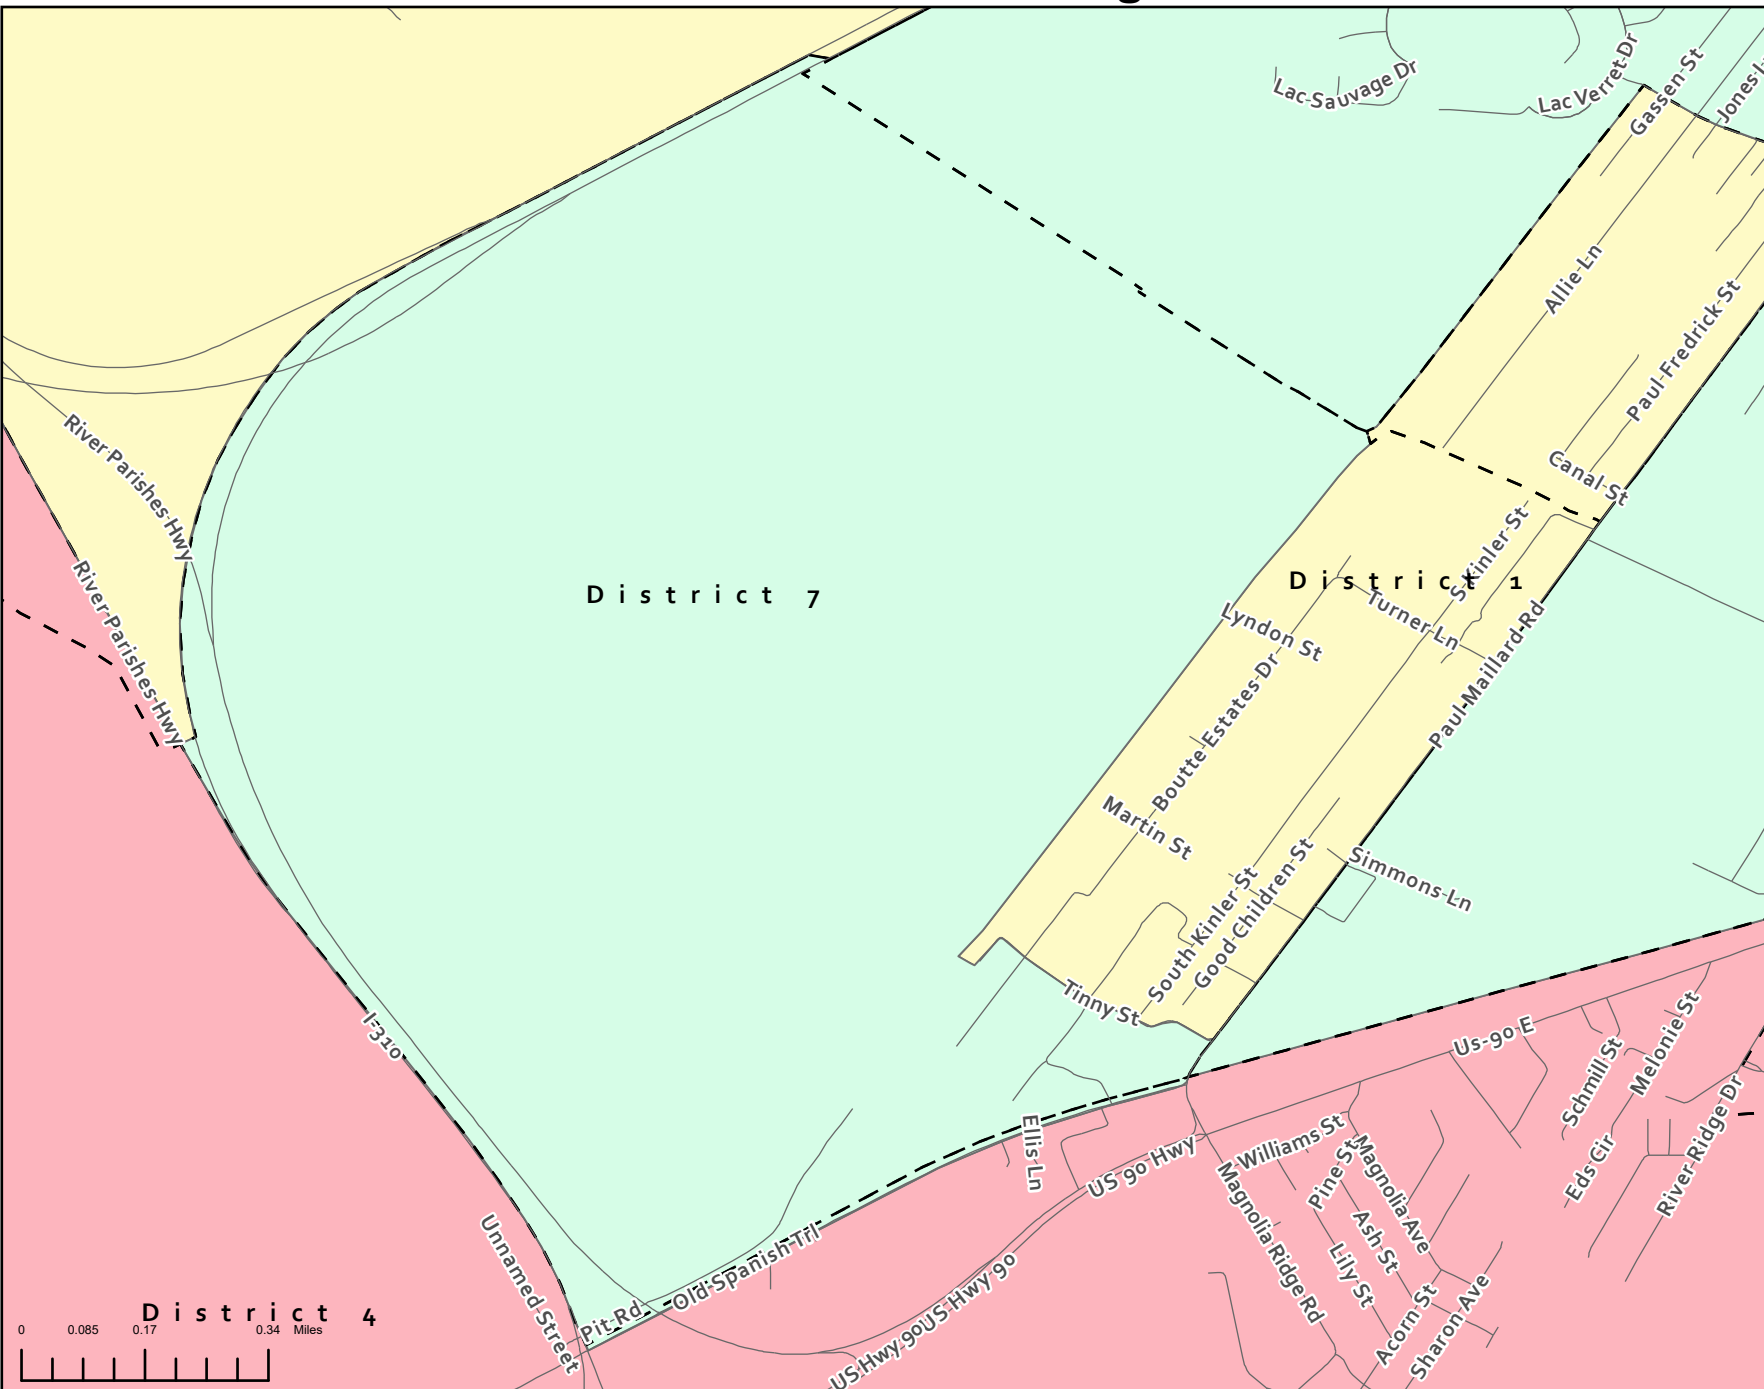 Lac Sauvage Dr
Lac Verret Dr
Gassen St
Allie Ln
Paul Fredrick St
Canal St
River Parishes Hwy
River Parishes Hwy
District 7
District 1
S Kinler St
Turner Ln
Lyndon St
Boutte Estates Dr
Paul Maillard Rd
Martin St
Simmons Ln
South Kinler St
Good Children St
Tinny St
I-310
Us-90 E
Schmill St
Melonie St
River Ridge Dr
Eds Cir
Ellis Ln
US 90 Hwy
Williams St
Pine St
Magnolia Ave
Magnolia Ridge Rd
Ash St
Lily St
Acorn St
Sharon Ave
Unnamed Street
Pit Rd
Old Spanish Trl
US Hwy 90
US Hwy 90
District 4
0 0.085 0.17 0.34 Miles